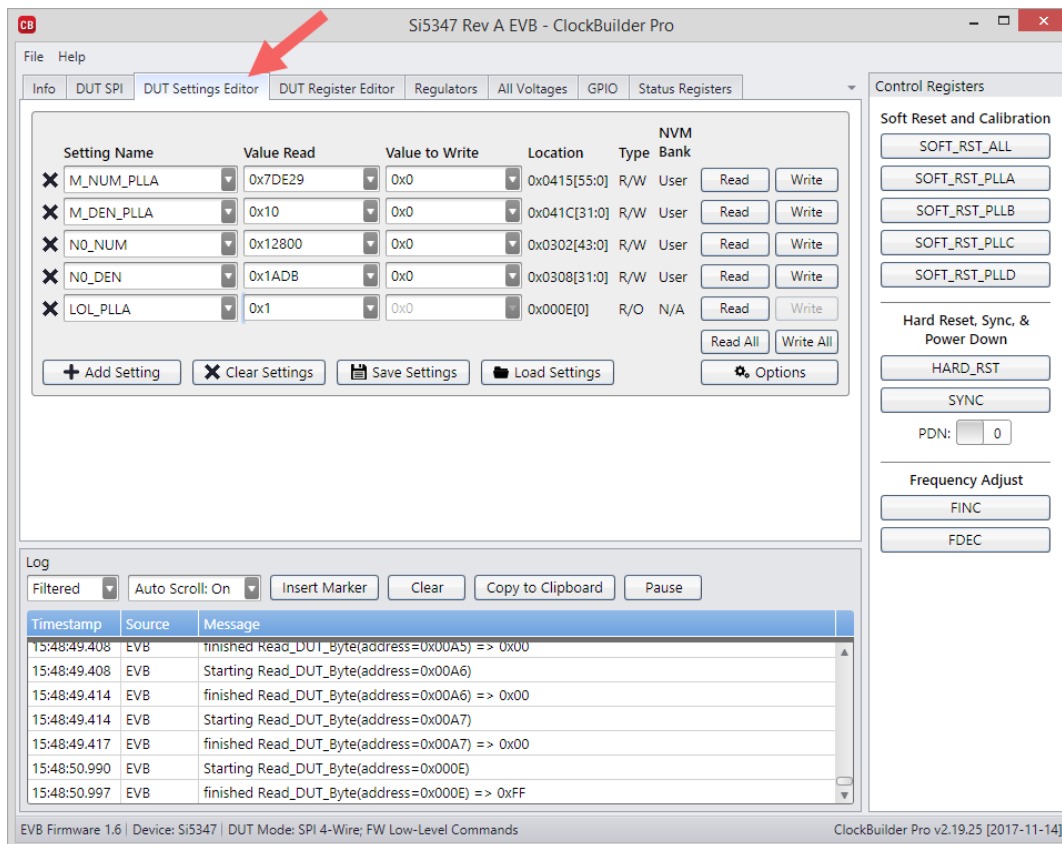 CB Si5347 Rev A EVB - ClockBuilder Pro
File Help
Info DUT SPI DUT Settings Editor DUT Register Editor Regulators All Voltages GPIO Status Registers
Setting Name Value Read Value to Write Location Type NVM Bank
M_NUM_PLLA 0x7DE29 0x0 0x0415[55:0] R/W User Read Write
M_DEN_PLLA 0x10 0x0 0x041C[31:0] R/W User Read Write
N0_NUM 0x12800 0x0 0x0302[43:0] R/W User Read Write
N0_DEN 0x1ADB 0x0 0x0308[31:0] R/W User Read Write
LOL_PLLA 0x1 0x0 0x000E[0] R/O N/A Read Write
Read All Write All
Add Setting Clear Settings Save Settings Load Settings Options
Control Registers
Soft Reset and Calibration
SOFT_RST_ALL
SOFT_RST_PLLA
SOFT_RST_PLLB
SOFT_RST_PLLC
SOFT_RST_PLLD
Hard Reset, Sync, &
Power Down
HARD_RST
SYNC
PDN: 0
Frequency Adjust
FINC
FDEC
Log
Filtered Auto Scroll: On Insert Marker Clear Copy to Clipboard Pause
Timestamp Source Message
15:48:49.408 EVB finished Read_DUT_Byte(address=0x00A5) => 0x00
15:48:49.408 EVB Starting Read_DUT_Byte(address=0x00A6)
15:48:49.414 EVB finished Read_DUT_Byte(address=0x00A6) => 0x00
15:48:49.414 EVB Starting Read_DUT_Byte(address=0x00A7)
15:48:49.417 EVB finished Read_DUT_Byte(address=0x00A7) => 0x00
15:48:50.990 EVB Starting Read_DUT_Byte(address=0x000E)
15:48:50.997 EVB finished Read_DUT_Byte(address=0x000E) => 0xFF
EVB Firmware 1.6 | Device: Si5347 | DUT Mode: SPI 4-Wire; FW Low-Level Commands ClockBuilder Pro v2.19.25 [2017-11-14]